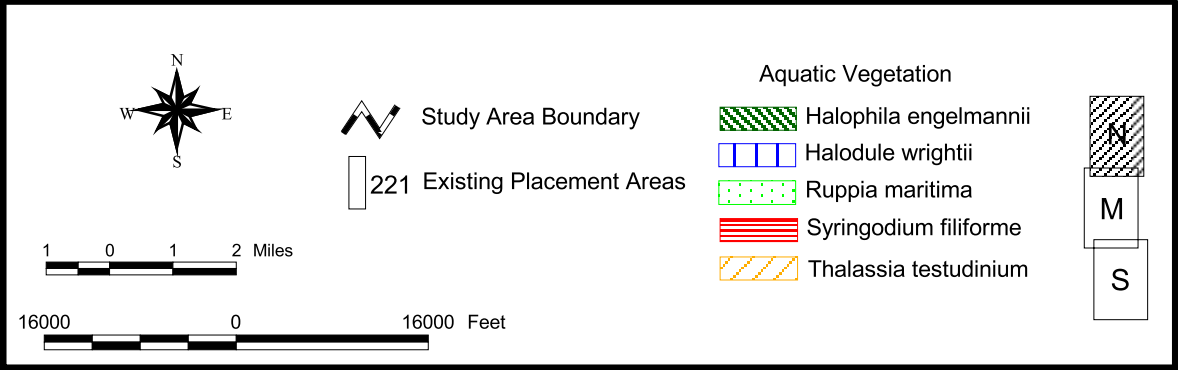 N
W E
S
Study Area Boundary
221 Existing Placement Areas
1 0 1 2 Miles
16000 0 16000 Feet
Aquatic Vegetation
Halophila engelmannii
Halodule wrightii
Ruppia maritima
Syringodium filiforme
Thalassia testudinium
N
M
S